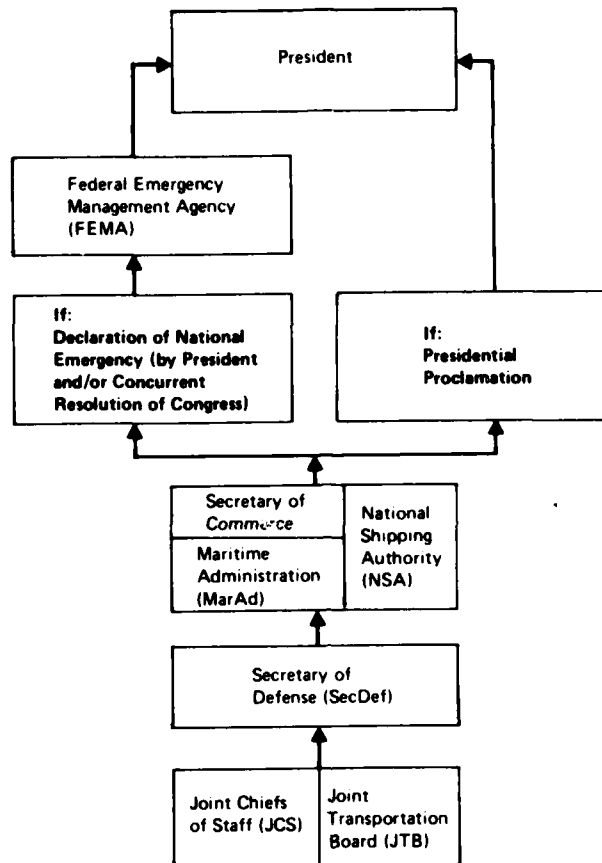 President
Federal Emergency
Management Agency
(FEMA)
If:
Declaration of National
Emergency (by President
and/or Concurrent
Resolution of Congress)
If:
Presidential
Proclamation
Secretary of
Commerce
Maritime
Administration
(MarAd)
National
Shipping
Authority
(NSA)
Secretary of
Defense (SecDef)
Joint Chiefs
of Staff (JCS)
Joint
Transportation
Board (JTB)